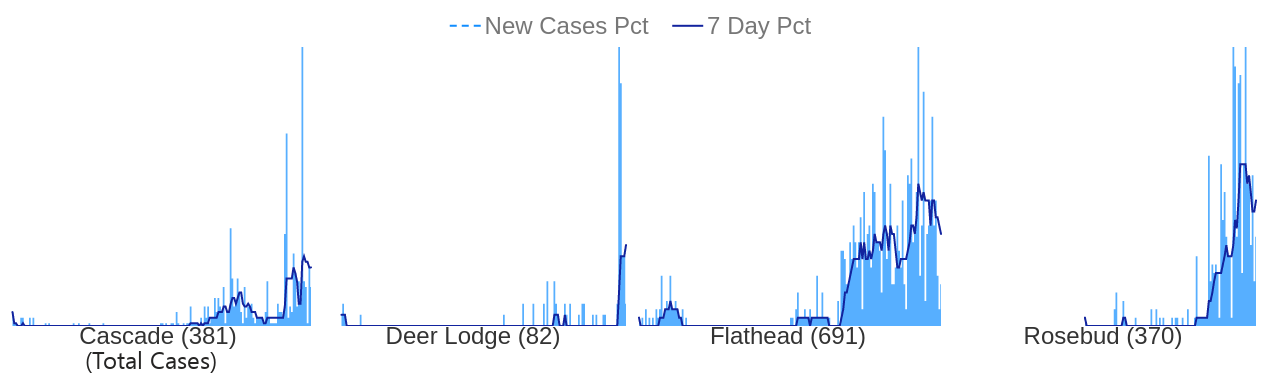 New Cases Pct 7 Day Pct
Cascade (381) Deer Lodge (82) Flathead (691) Rosebud (370)
(Total Cases)